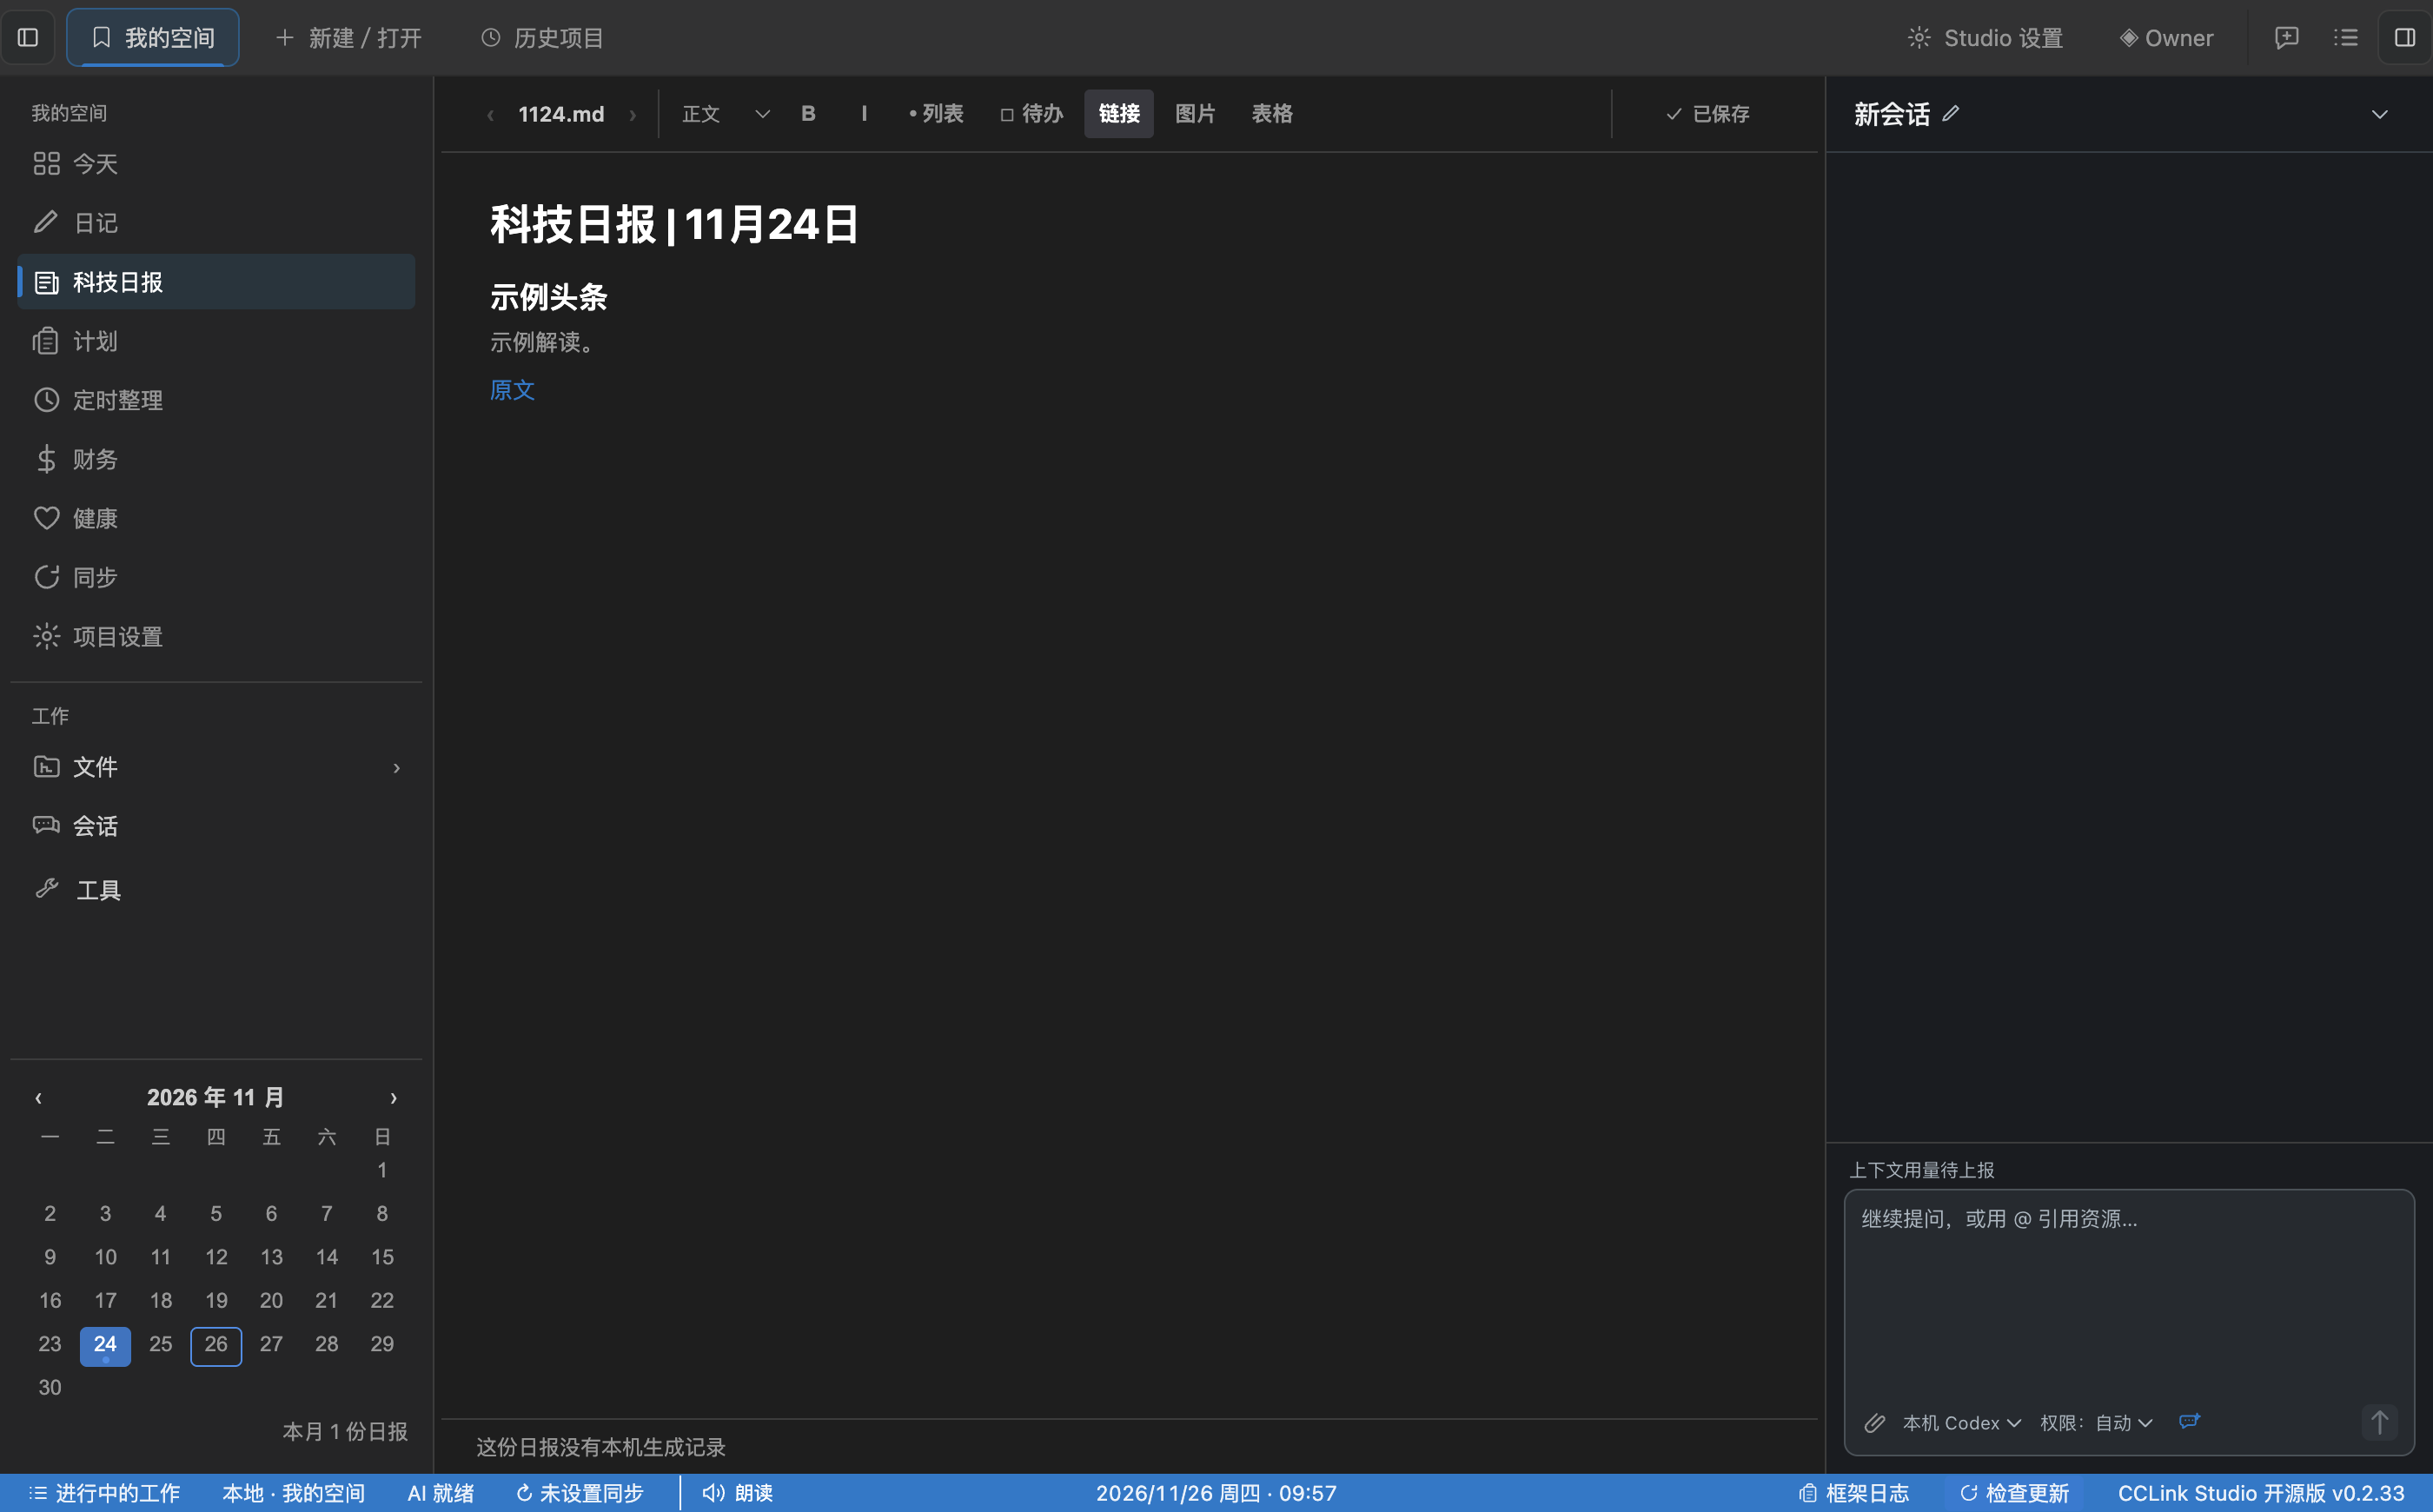 我的空间
新建 / 打开
历史项目
Studio 设置
Owner
我的空间
今天
日记
科技日报
计划
定时整理
财务
健康
同步
项目设置
工作
文件
会话
工具
2026 年 11 月
一 二 三 四 五 六 日
1
2 3 4 5 6 7 8
9 10 11 12 13 14 15
16 17 18 19 20 21 22
23 24 25 26 27 28 29
30
本月 1 份日报
1124.md
正文
B
I
• 列表
待办
链接
图片
表格
已保存
科技日报 | 11月24日
示例头条
示例解读。
原文
这份日报没有本机生成记录
新会话
上下文用量待上报
继续提问，或用 @ 引用资源...
本机 Codex
权限：自动
进行中的工作
本地 · 我的空间
AI 就绪
未设置同步
朗读
2026/11/26 周四 · 09:57
框架日志
检查更新
CCLink Studio 开源版 v0.2.33